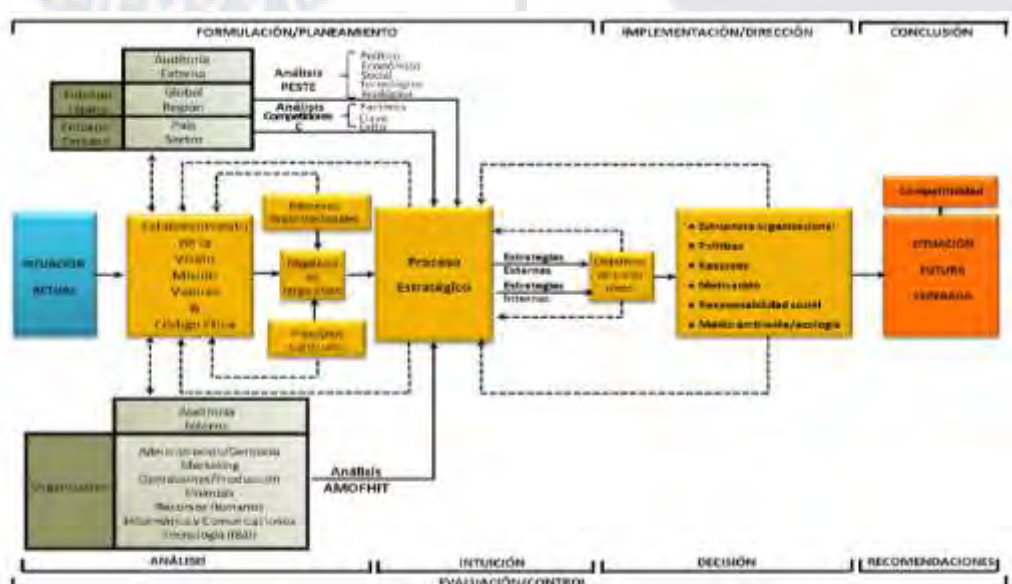 FORMULACIÓN/PLANEAMIENTO
IMPLEMENTACIÓN/DIRECCIÓN
CONCLUSIÓN
Auditoría
Externa
Global
Región
País
Sector
Análisis
PESTE
Político
Económico
Social
Tecnológico
Análisis
Competidores
C
Clave
Éxito
SITUACIÓN
ACTUAL
Establecimiento
de la
Visión
Misión
Valores
&
Código Ética
Intereses
Organizacionales
Objetivos
de
largo plazo
Principios
Cardinales
Proceso
Estratégico
Estrategias
Externas
Estrategias
Internas
Objetivos
de corto
plazo
• Estructura organizacional
• Políticas
• Recursos
• Motivación
• Responsabilidad social
• Medio ambiente/ecología
Competitividad
SITUACIÓN
FUTURA
ESPERADA
Auditoría
Interna
Organización
Administración/Gerencia
Marketing
Operaciones/Producción
Finanzas
Recursos Humanos
Informática y Comunicaciones
Tecnología (I&D)
Análisis
AMOFHIT
ANÁLISIS
INTUICIÓN
DECISIÓN
RECOMENDACIONES
EVALUACIÓN/CONTROL